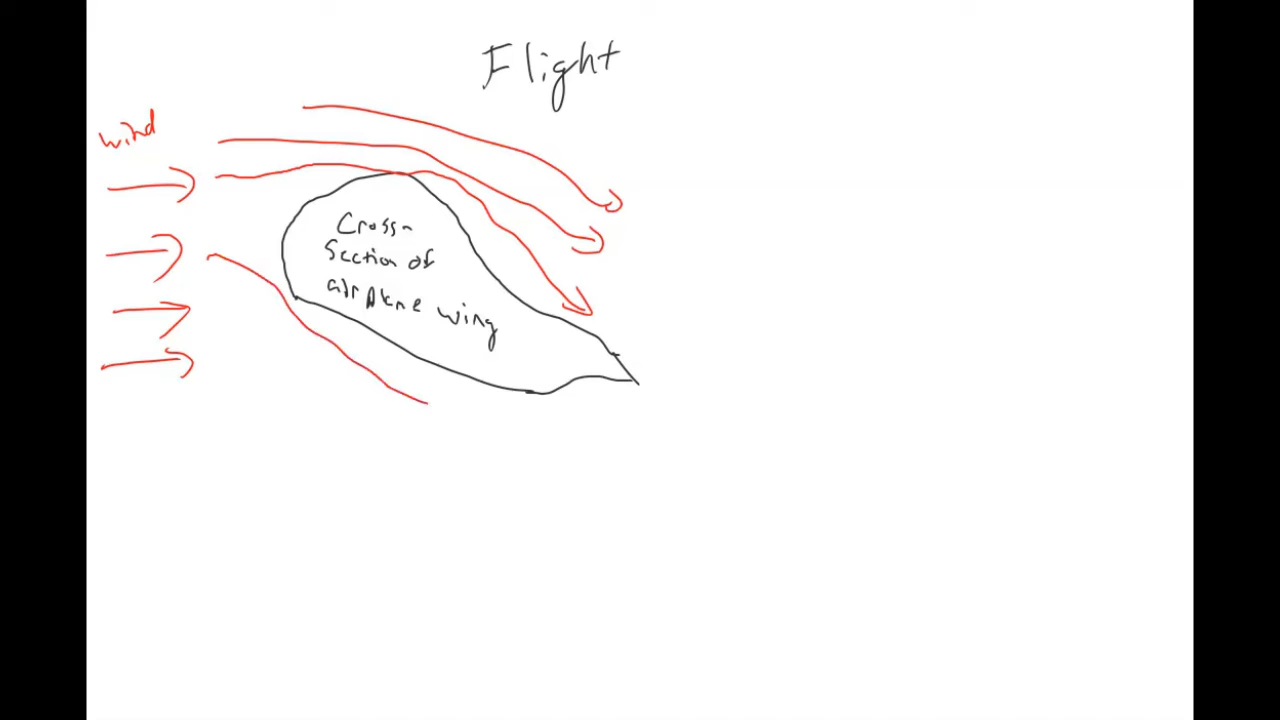 Flight
wind
Cross-
Section of
airplane wing